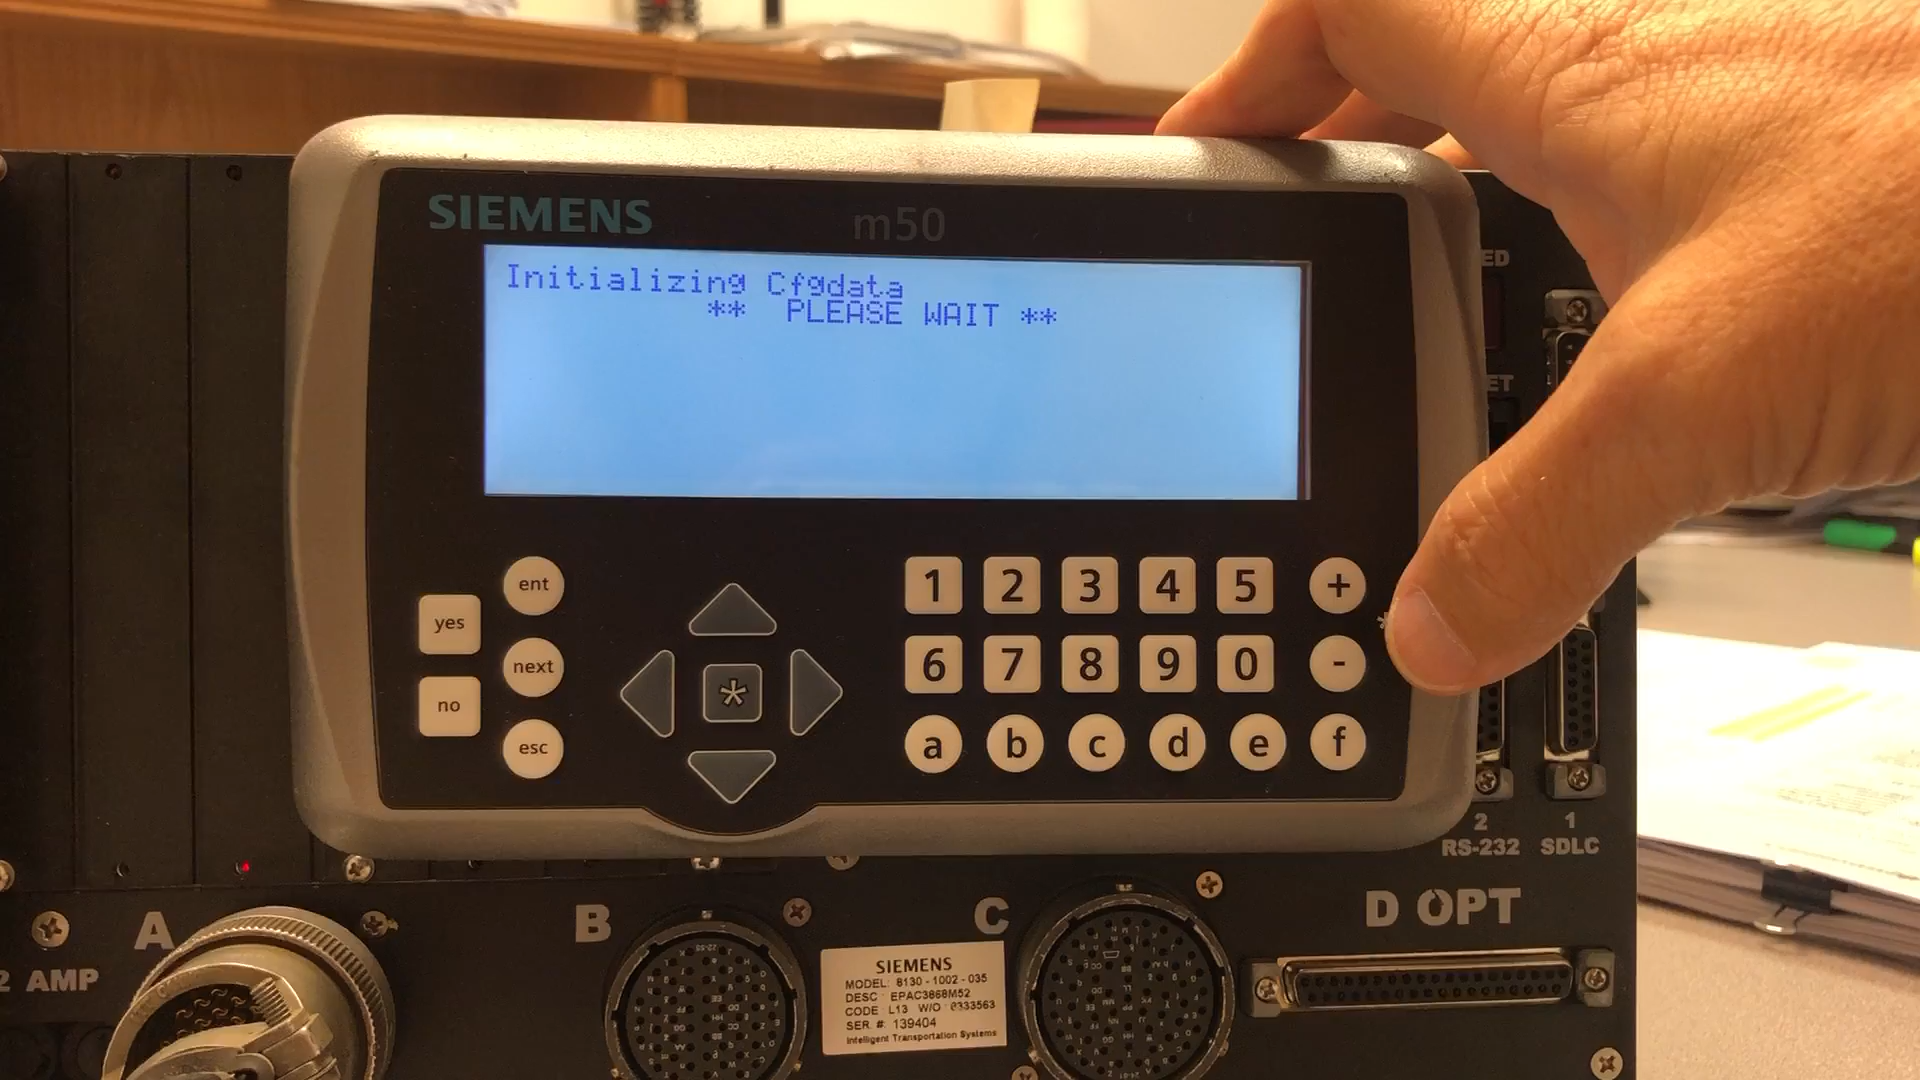 SIEMENS
m50
Initializing Cfgdata
** PLEASE WAIT **
ent
yes
next
no
esc
*
1 2 3 4 5 +
6 7 8 9 0 -
a b c d e f
ED
ET
2
RS-232
1
SDLC
A
B
C
D OPT
2 AMP
SIEMENS
MODEL: 8130 - 1002 - 035
DESC : EPAC3868M52
CODE : L13 W/O : 0333563
SER. #: 139404
Intelligent Transportation Systems